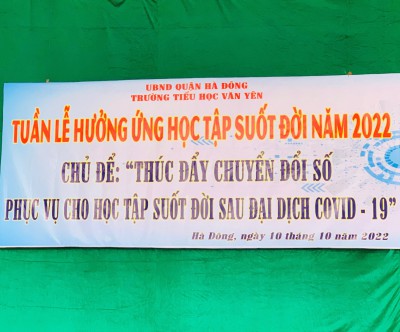 UBND QUẬN HÀ ĐÔNG
TRƯỜNG TIỂU HỌC VĂN YÊN
TUẦN LỄ HƯỞNG ỨNG HỌC TẬP SUỐT ĐỜI NĂM 2022
CHỦ ĐỀ: "THÚC ĐẨY CHUYỂN ĐỔI SỐ
PHỤC VỤ CHO HỌC TẬP SUỐT ĐỜI SAU ĐẠI DỊCH COVID - 19"
Hà Đông, ngày 10 tháng 10 năm 2022